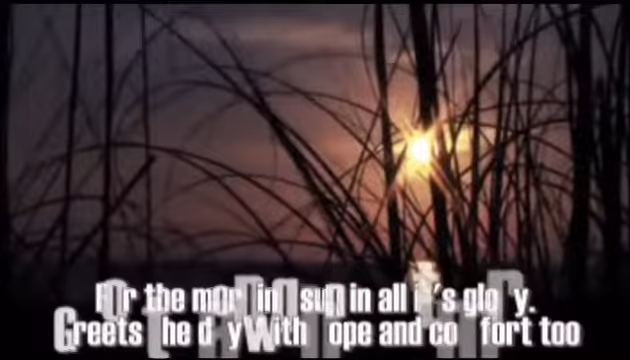 For the morning sun in all it's glory.
Greets the day with hope and comfort too